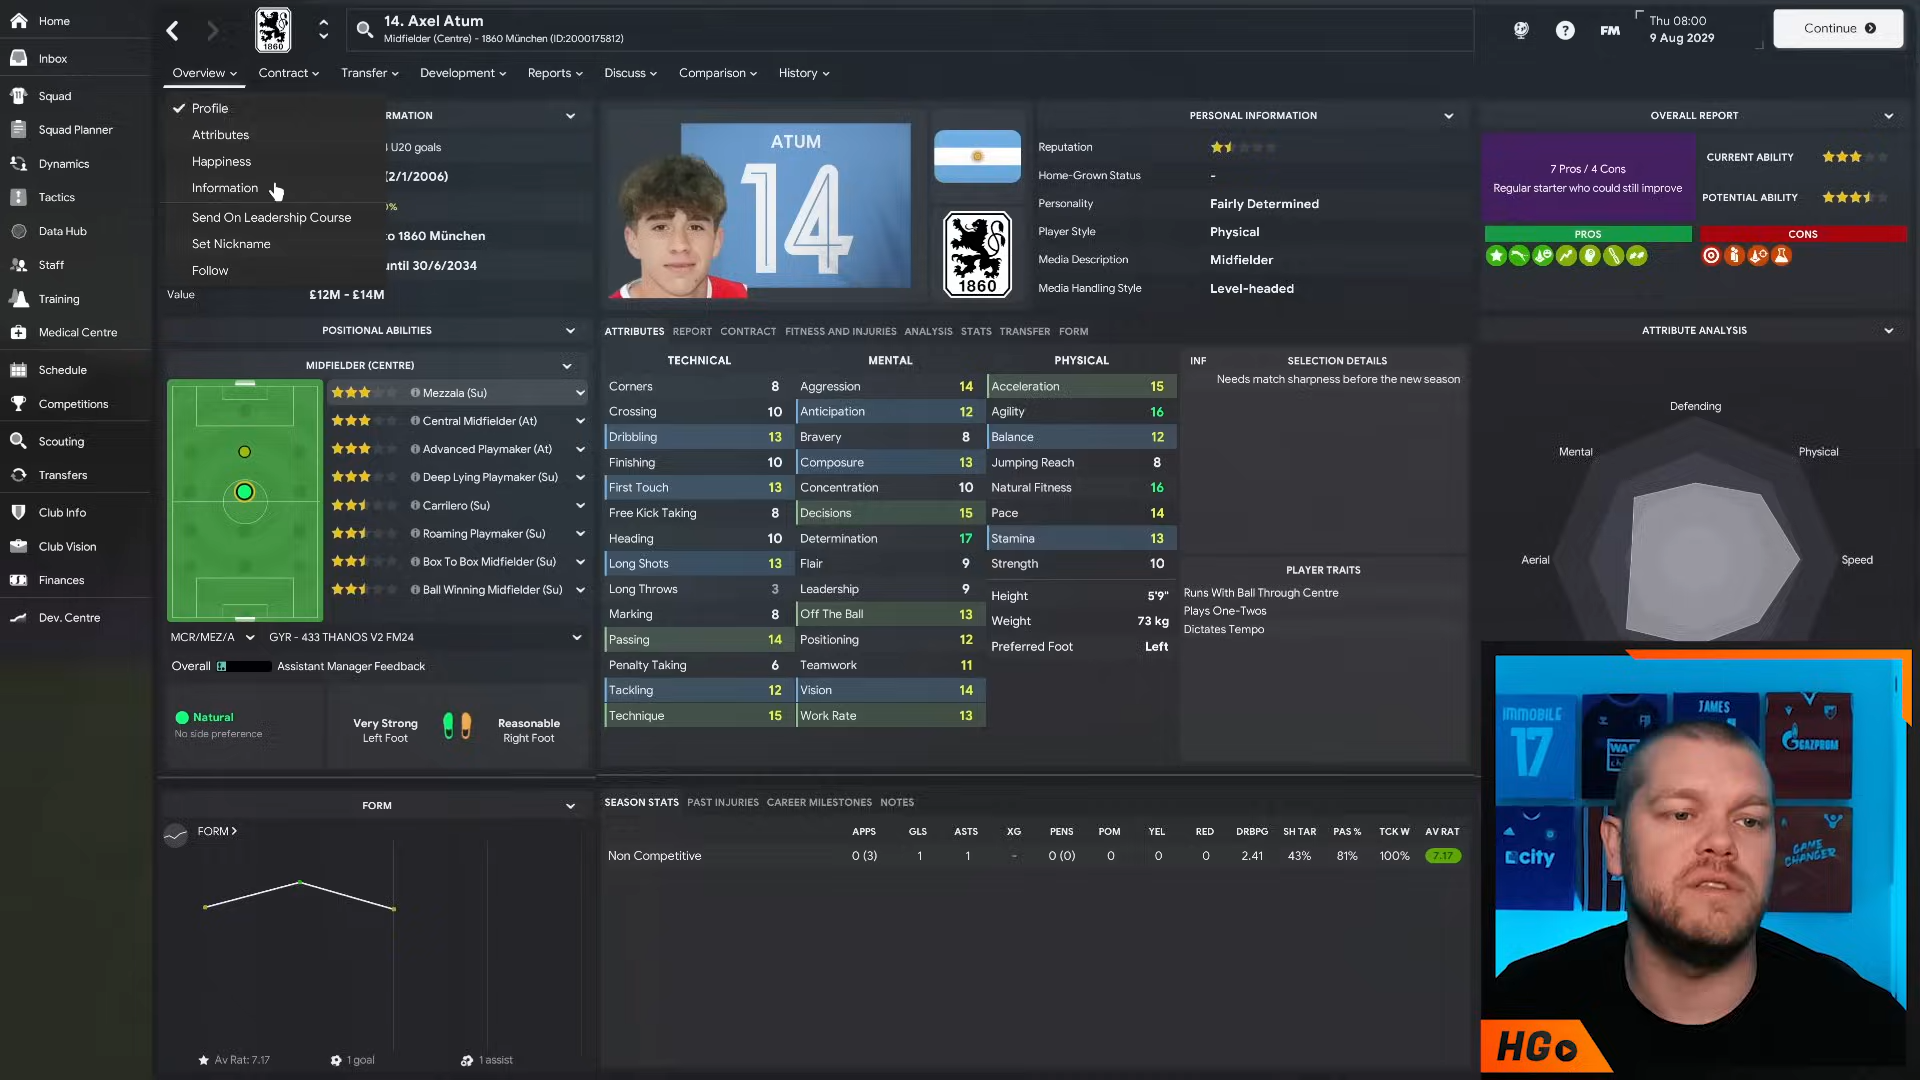 Home
Inbox
Squad
Squad Planner
Dynamics
Tactics
Data Hub
Staff
Training
Medical Centre
Schedule
Competitions
Scouting
Transfers
Club Info
Club Vision
Finances
Dev. Centre
1860
14. Axel Atum
Midfielder (Centre) - 1860 München (ID:2000175812)
FM
Thu 08:00
9 Aug 2029
Continue
Overview
Contract
Transfer
Development
Reports
Discuss
Comparison
History
Profile
Attributes
Happiness
Information
Send On Leadership Course
Set Nickname
Follow
RMATION
U20 goals
(2/1/2006)
to 1860 München
until 30/6/2034
Value £12M - £14M
ATUM
14
1860
PERSONAL INFORMATION
Reputation
Home-Grown Status -
Personality Fairly Determined
Player Style Physical
Media Description Midfielder
Media Handling Style Level-headed
OVERALL REPORT
7 Pros / 4 Cons
Regular starter who could still improve
CURRENT ABILITY
POTENTIAL ABILITY
PROS
CONS
POSITIONAL ABILITIES
MIDFIELDER (CENTRE)
Mezzala (Su)
Central Midfielder (At)
Advanced Playmaker (At)
Deep Lying Playmaker (Su)
Carrilero (Su)
Roaming Playmaker (Su)
Box To Box Midfielder (Su)
Ball Winning Midfielder (Su)
MCR/MEZ/A GYR - 433 THANOS V2 FM24
Overall Assistant Manager Feedback
Natural
No side preference
Very Strong
Left Foot
Reasonable
Right Foot
ATTRIBUTES REPORT CONTRACT FITNESS AND INJURIES ANALYSIS STATS TRANSFER FORM
TECHNICAL
Corners 8
Crossing 10
Dribbling 13
Finishing 10
First Touch 13
Free Kick Taking 8
Heading 10
Long Shots 13
Long Throws 3
Marking 8
Passing 14
Penalty Taking 6
Tackling 12
Technique 15
MENTAL
Aggression 14
Anticipation 12
Bravery 8
Composure 13
Concentration 10
Decisions 15
Determination 17
Flair 9
Leadership 9
Off The Ball 13
Positioning 12
Teamwork 11
Vision 14
Work Rate 13
PHYSICAL
Acceleration 15
Agility 16
Balance 12
Jumping Reach 8
Natural Fitness 16
Pace 14
Stamina 13
Strength 10
Height 5'9"
Weight 73 kg
Preferred Foot Left
INF SELECTION DETAILS
Needs match sharpness before the new season
PLAYER TRAITS
Runs With Ball Through Centre
Plays One-Twos
Dictates Tempo
ATTRIBUTE ANALYSIS
Defending
Mental
Physical
Aerial
Speed
FORM
FORM
Av Rat: 7.17
1 goal
1 assist
SEASON STATS PAST INJURIES CAREER MILESTONES NOTES
APPS GLS ASTS XG PENS POM YEL RED DRBPG SH TAR PAS % TCK W AV RAT
Non Competitive 0 (3) 1 1 - 0 (0) 0 0 0 2.41 43% 81% 100% 7.17
IMMOBILE
17
JAMES
GAZPROM
city
GAME
CHANGER
HGo